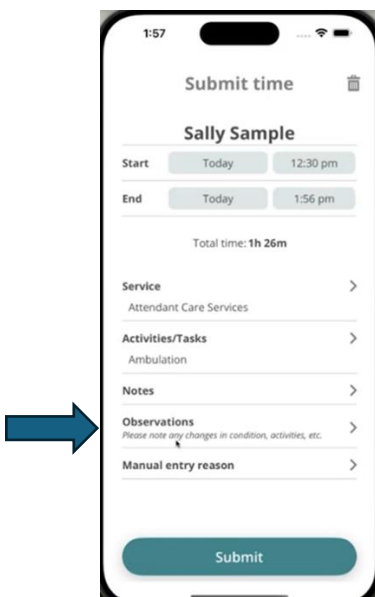 1:57
Submit time
Sally Sample
Start Today 12:30 pm
End Today 1:56 pm
Total time: 1h 26m
Service
Attendant Care Services
Activities/Tasks
Ambulation
Notes
Observations
Please note any changes in condition, activities, etc.
Manual entry reason
Submit